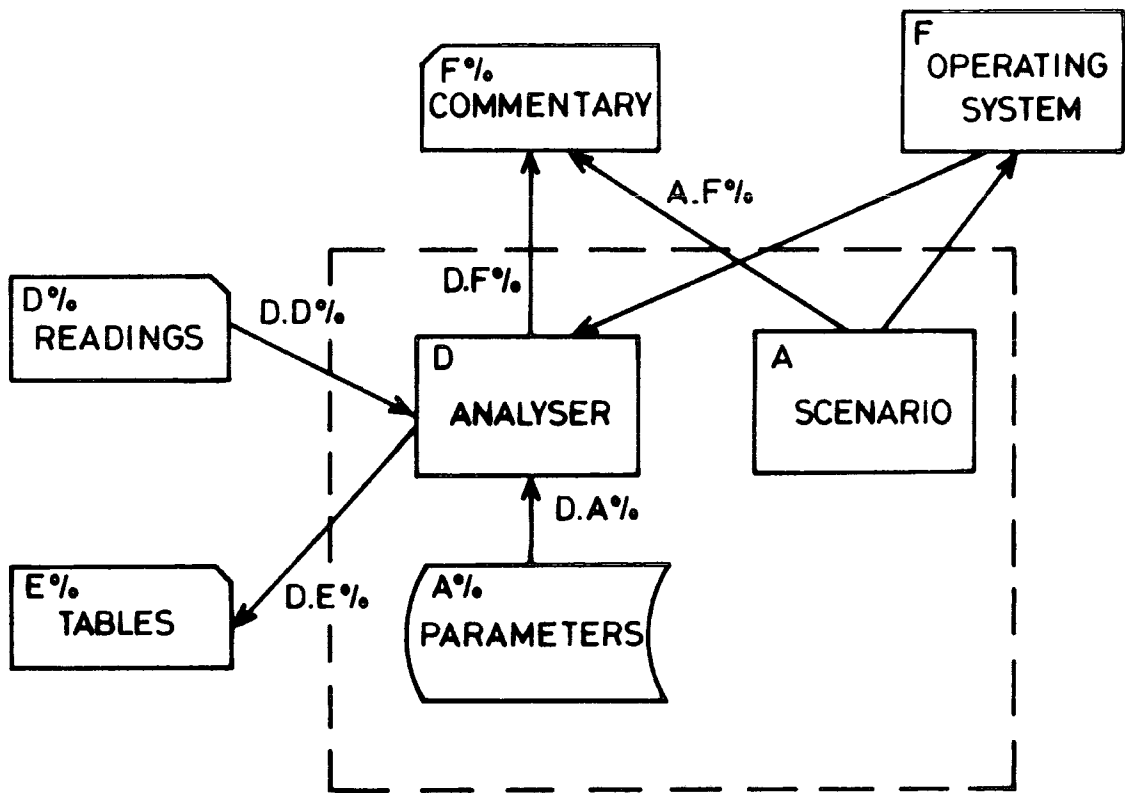 F%
COMMENTARY
F
OPERATING
SYSTEM
A.F%
D%
READINGS
D.D%
D.F%
D
ANALYSER
A
SCENARIO
D.A%
E%
TABLES
D.E%
A%
PARAMETERS